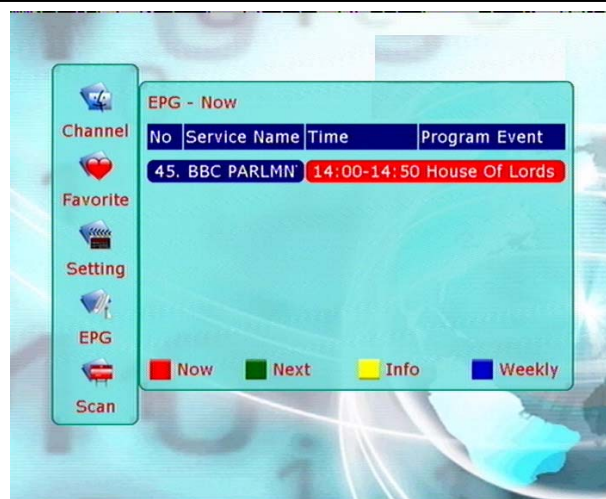 EPG - Now
Channel
No Service Name Time Program Event
45. BBC PARLMN 14:00-14:50 House Of Lords
Favorite
Setting
EPG
Now Next Info Weekly
Scan